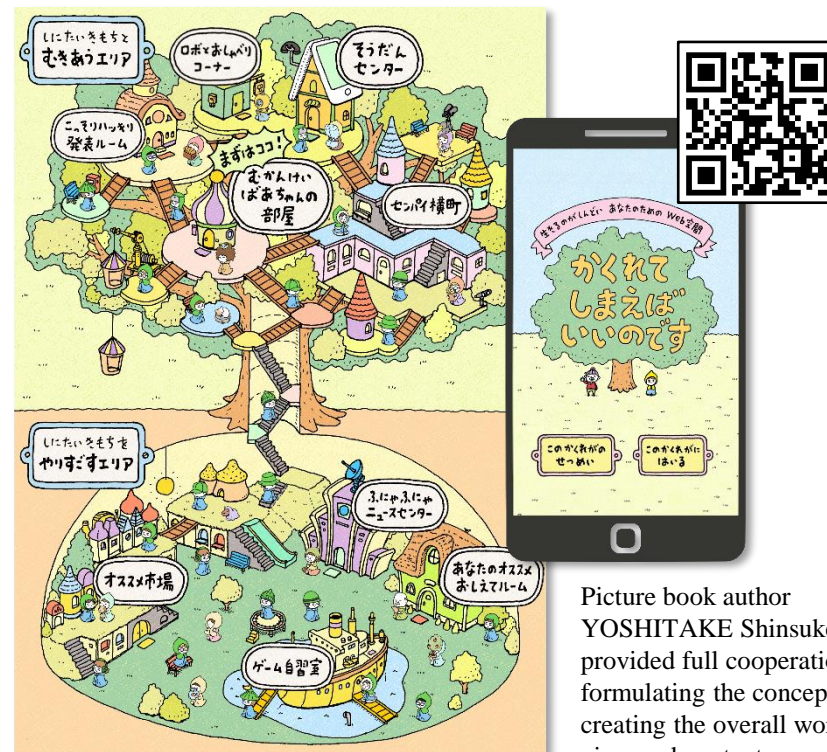 しにたいきもちと
むきあうエリア
ロボとおしゃべり
コーナー
そうだん
センター
こっそりハッキリ
発表ルーム
まずはココ!
むかんけい
ばあちゃんの
部屋
センパイ横町
しにたいきもちを
やりすごすエリア
ふにゃふにゃ
ニュースセンター
オススメ市場
あなたのオススメ
おしえてルーム
ゲーム自習室
生きるのがしんどい あなたのための Web空間
かくれて
しまえば
いいのです
このかくれがの
せつめい
このかくれがに
はいる
Picture book author
YOSHITAKE Shinsuke
provided full cooperation
formulating the concept
creating the overall